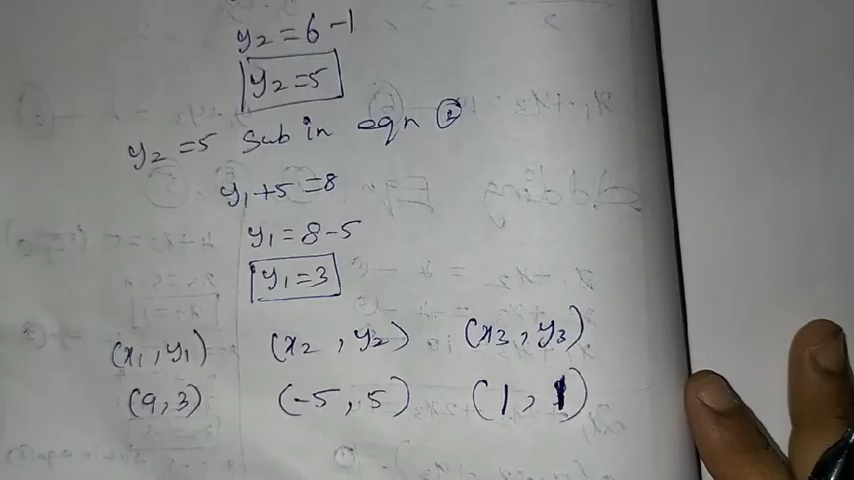 y₂ = 6 - 1
y₂ = 5
y₂ = 5 Sub in eqn ②
y₁ + 5 = 8
y₁ = 8 - 5
y₁ = 3
(x₁, y₁) (x₂, y₂) (x₃, y₃)
(9, 3) (-5, 5) (1, 1)